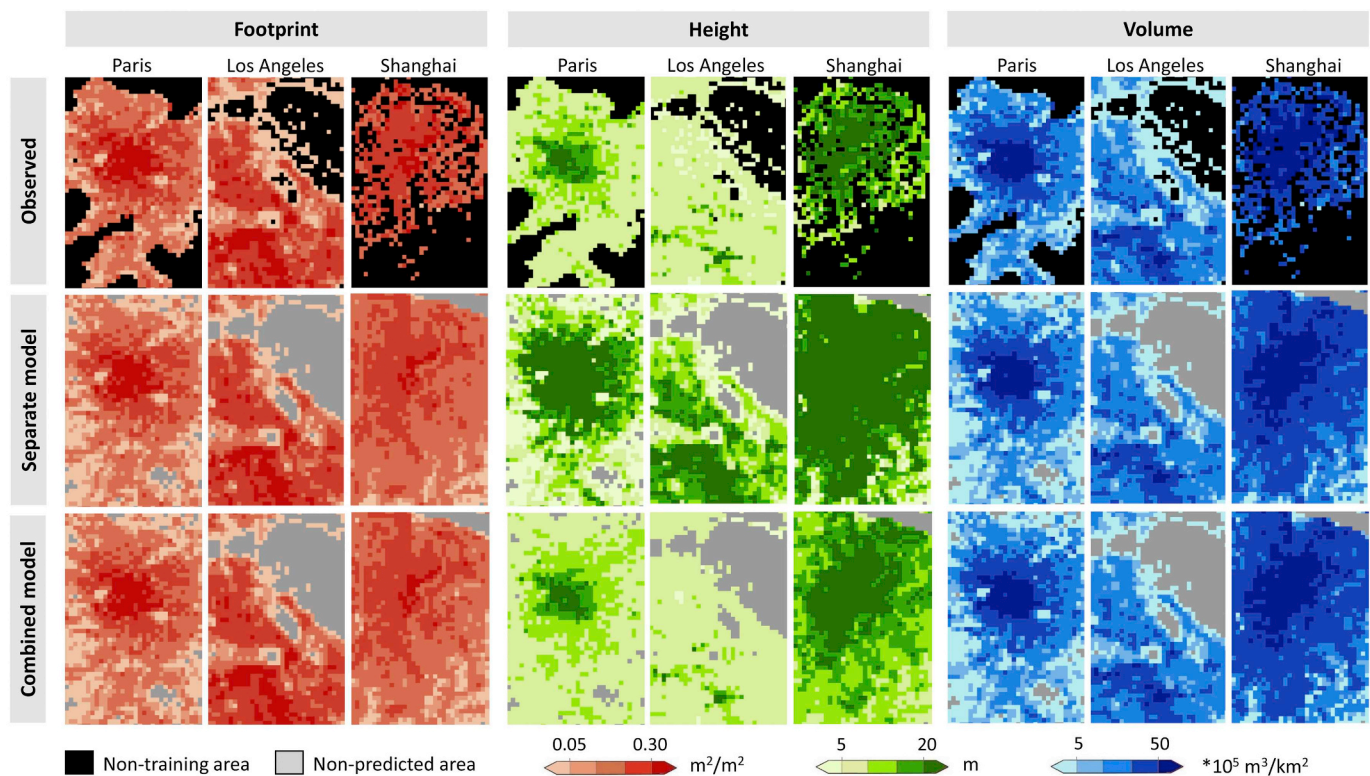 Footprint Height Volume
Paris Los Angeles Shanghai Paris Los Angeles Shanghai Paris Los Angeles Shanghai
Observed
Separate model
Combined model
0.05 0.30 5 20 5 50
Non-training area Non-predicted area m²/m² m *10⁵ m³/km²